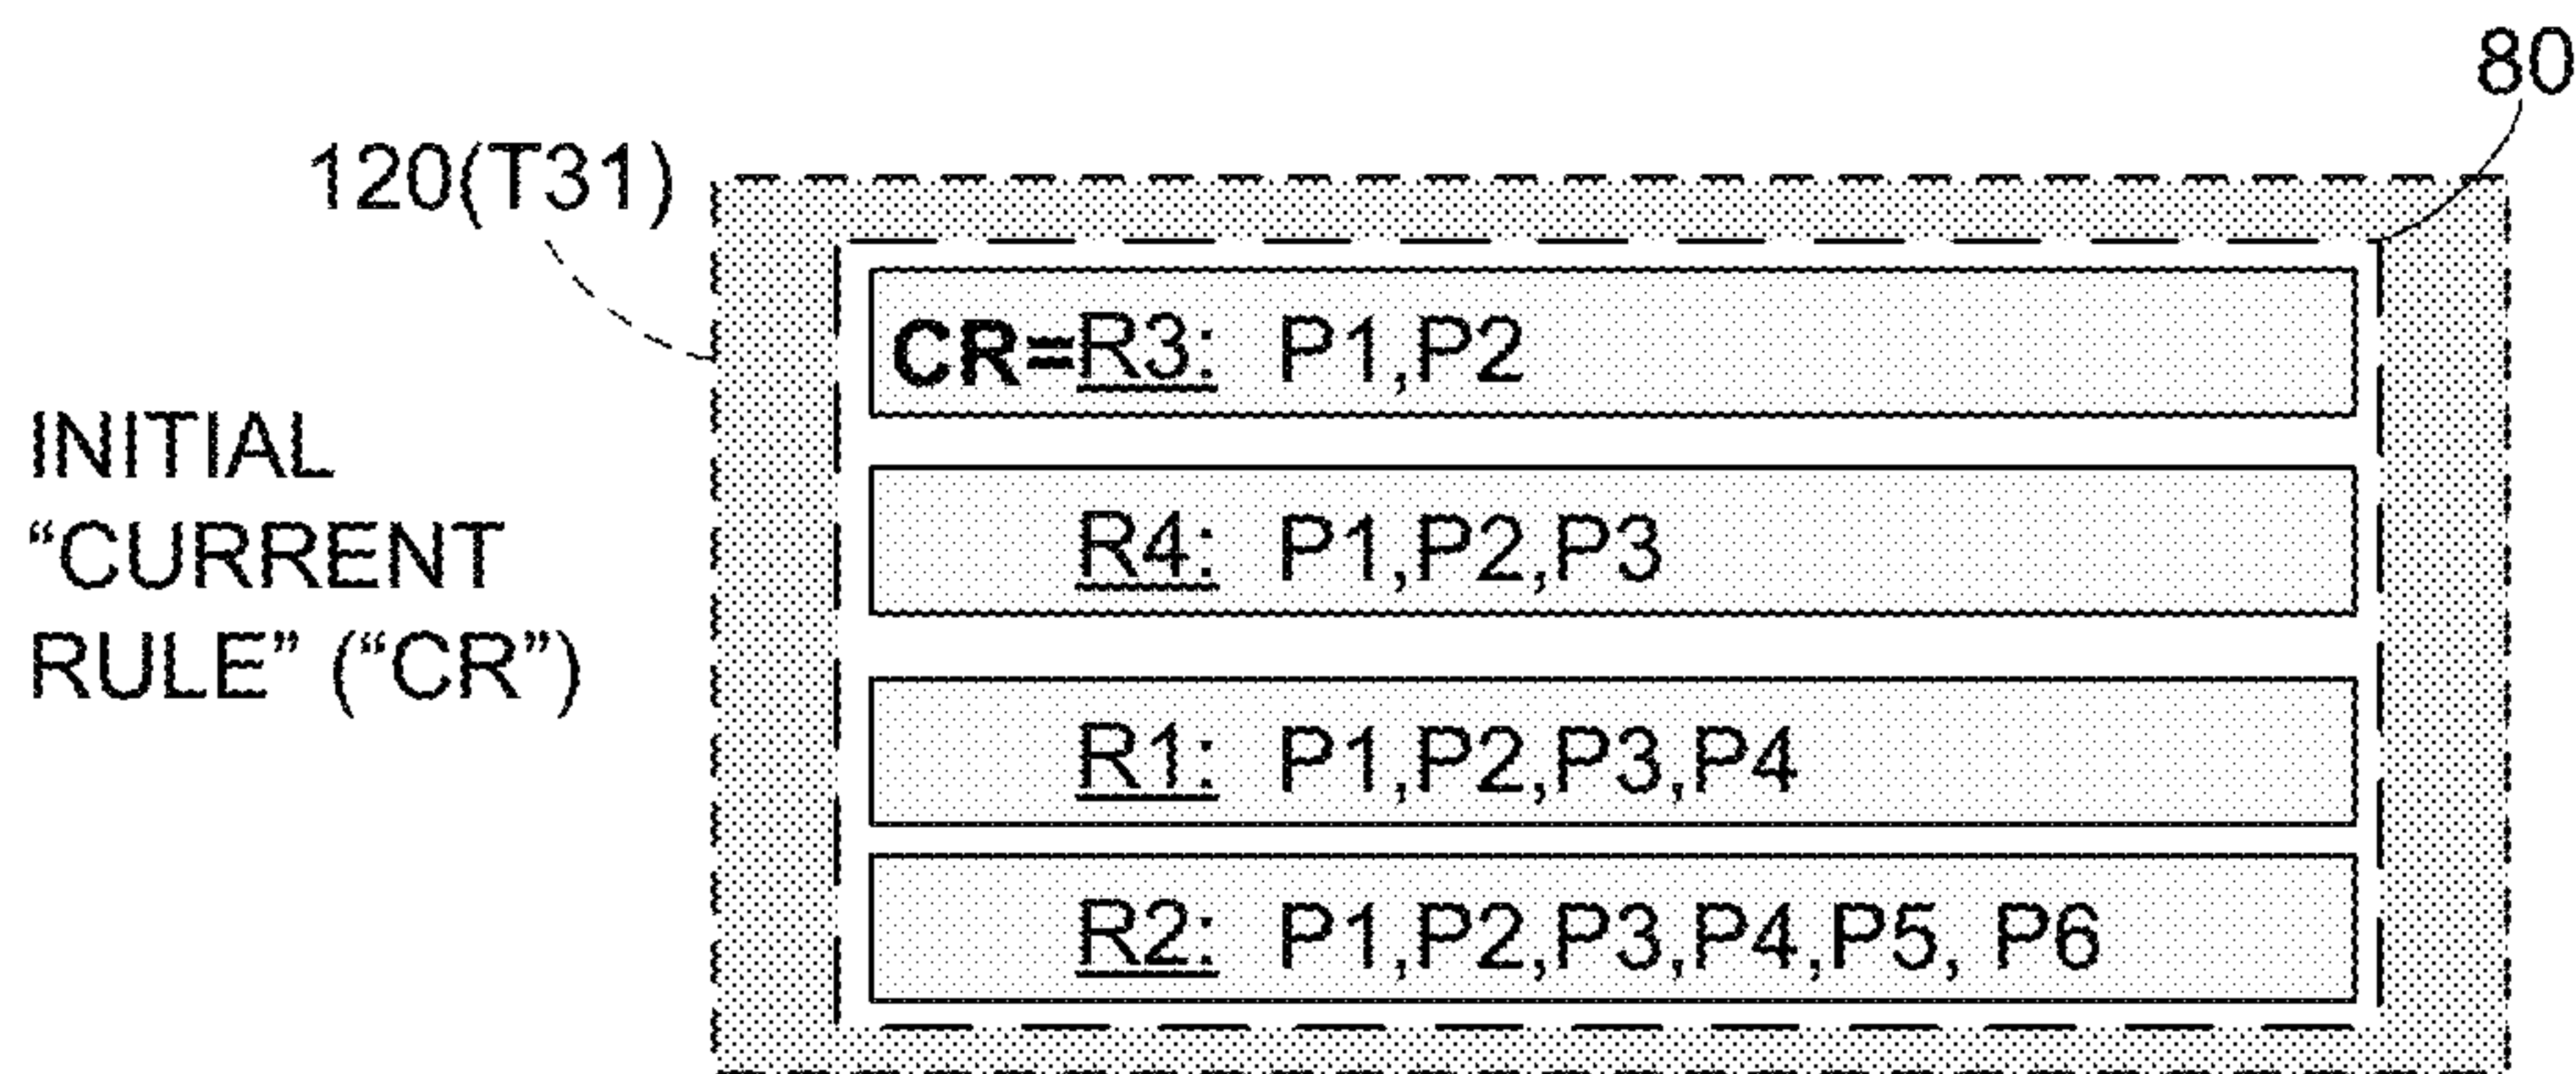 80
120(T31)
CR=R3: P1,P2
INITIAL
“CURRENT
RULE” (“CR”)
R4: P1,P2,P3
R1: P1,P2,P3,P4
R2: P1,P2,P3,P4,P5, P6